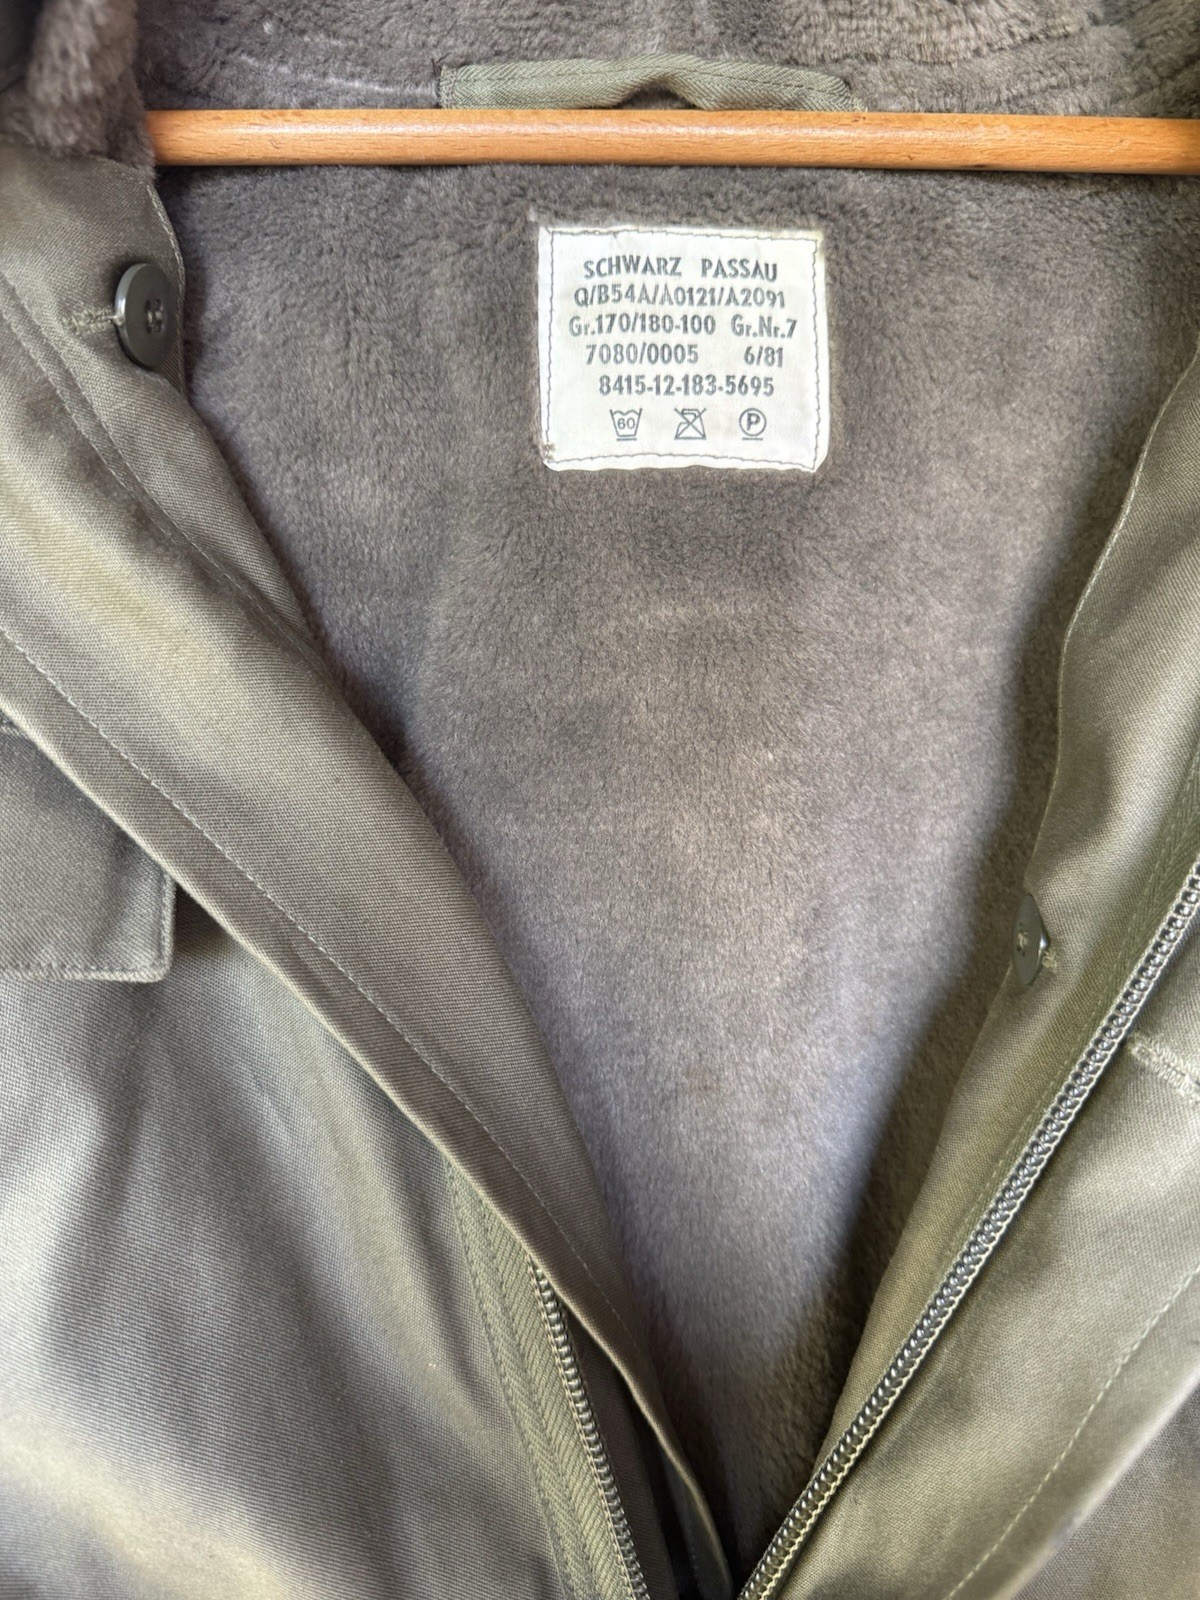 SCHWARZ PASSAU
Q/B54A/A0121/A2091
Gr.170/180-100 Gr.Nr.7
7080/0005 6/81
8415-12-183-5695
60 P